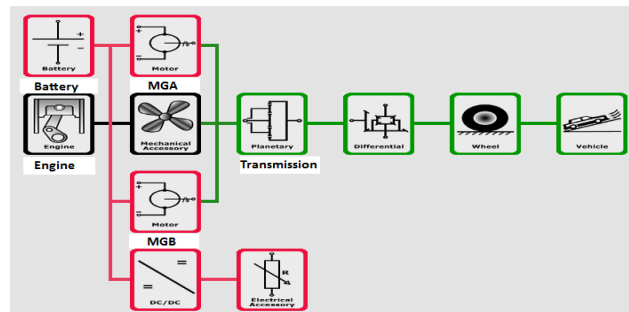 +
−
Battery
Battery
+
−
Motor
MGA
Engine
Engine
Mechanical
Accessory
Planetary
Transmission
Differential
Wheel
Vehicle
+
−
Motor
MGB
=
=
DC/DC
R
Electrical
Accessory